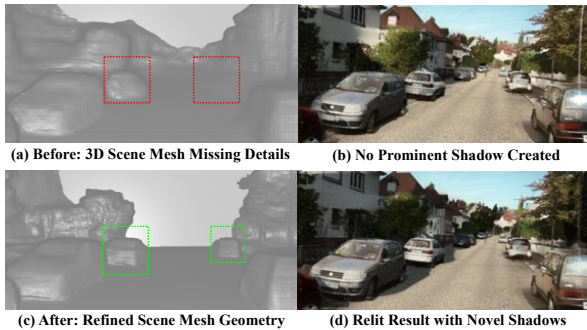 (a) Before: 3D Scene Mesh Missing Details
(b) No Prominent Shadow Created
(c) After: Refined Scene Mesh Geometry
(d) Relit Result with Novel Shadows